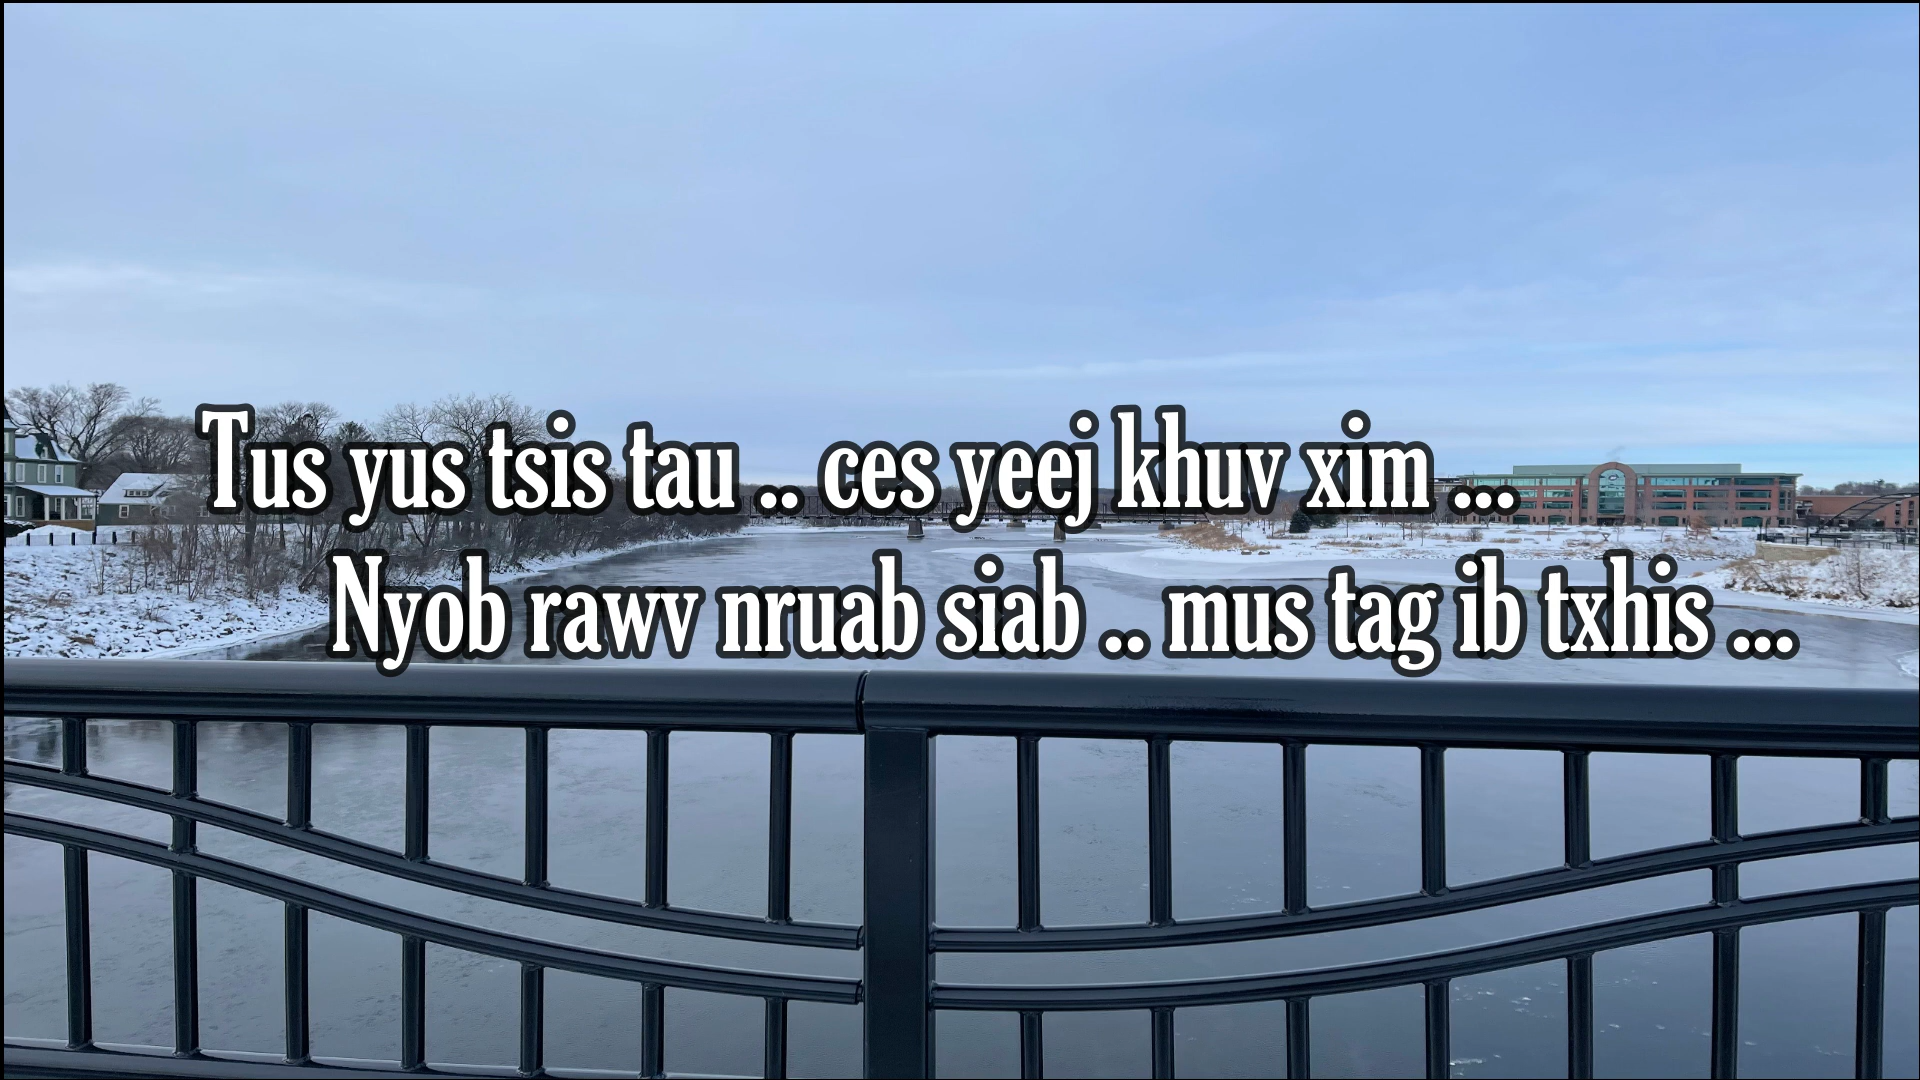 Tus yus tsis tau .. ces yeej khuv xim ...
Nyob rawv nruab siab .. mus tag ib txhis ...